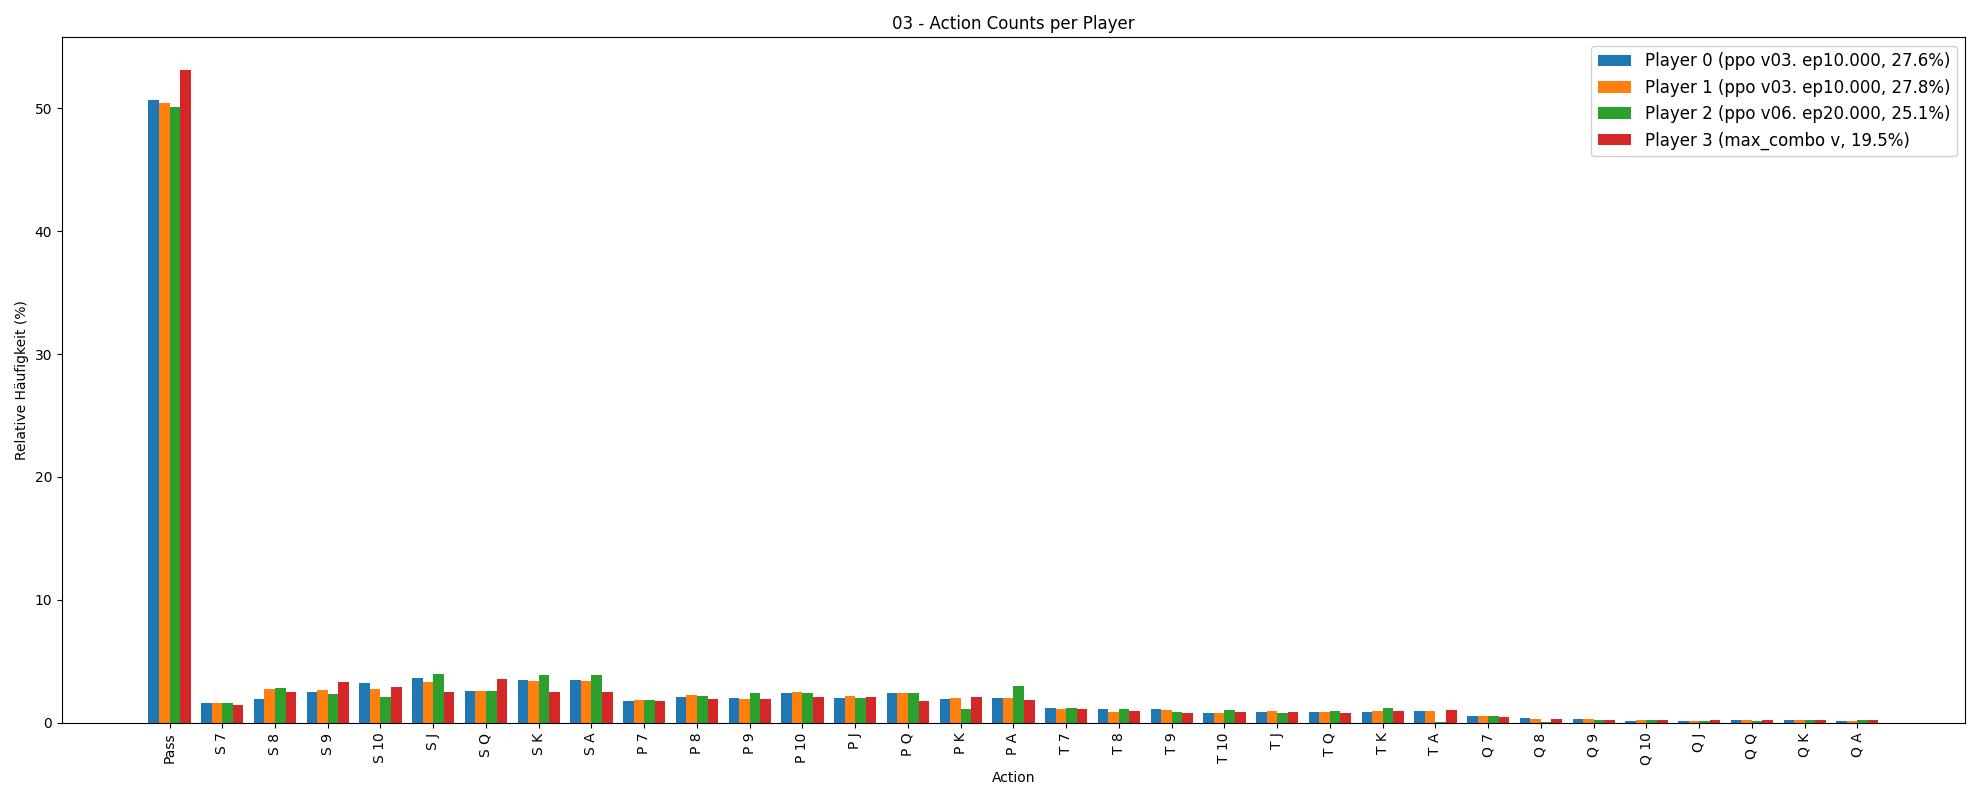 03 - Action Counts per Player
Player 0 (ppo v03. ep10.000, 27.6%)
Player 1 (ppo v03. ep10.000, 27.8%)
Player 2 (ppo v06. ep20.000, 25.1%)
Player 3 (max_combo v, 19.5%)
Relative Häufigkeit (%)
50
40
30
20
10
0
Pass
S 7
S 8
S 9
S 10
S J
S Q
S K
S A
P 7
P 8
P 9
P 10
P J
P Q
P K
P A
T 7
T 8
T 9
T 10
T J
T Q
T K
T A
Q 7
Q 8
Q 9
Q 10
Q J
Q Q
Q K
Q A
Action